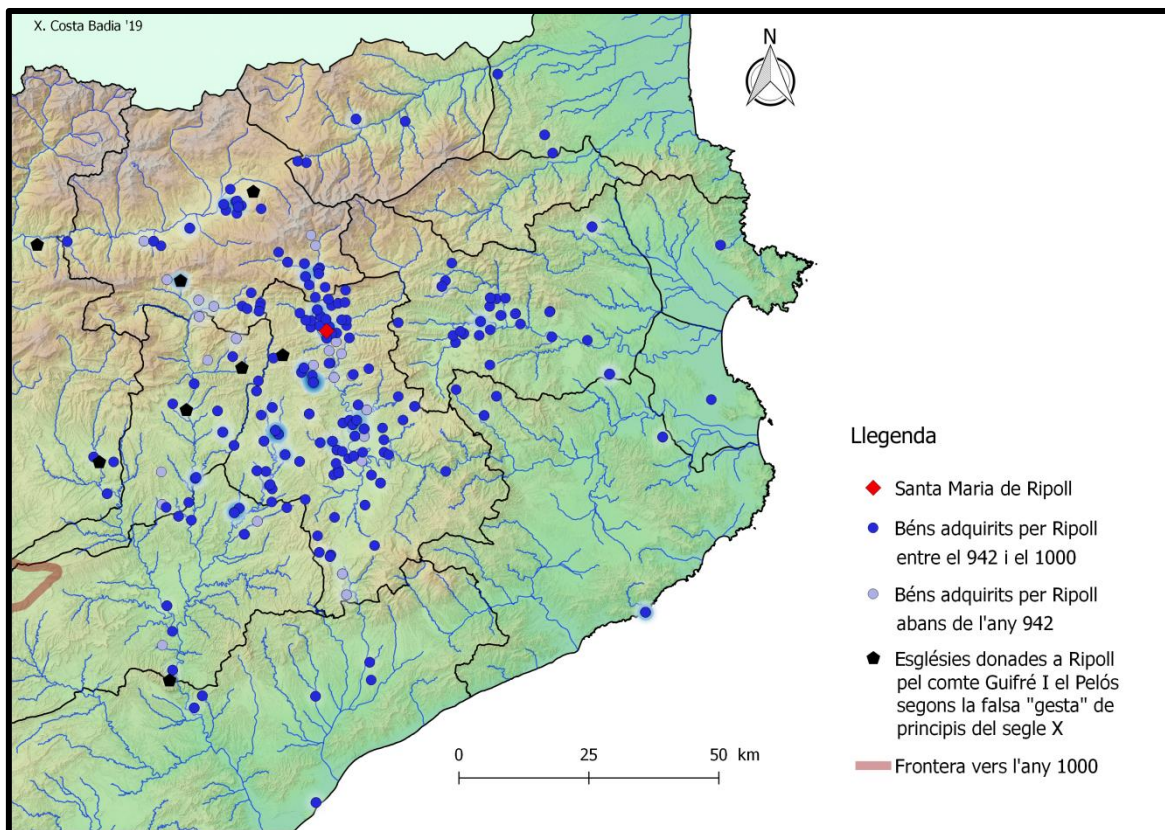 X. Costa Badia '19
N
Llegenda
Santa Maria de Ripoll
Béns adquirits per Ripoll
entre el 942 i el 1000
Béns adquirits per Ripoll
abans de l'any 942
Esglésies donades a Ripoll
pel comte Guifré I el Pelós
segons la falsa "gesta" de
principis del segle X
Frontera vers l'any 1000
0 25 50 km